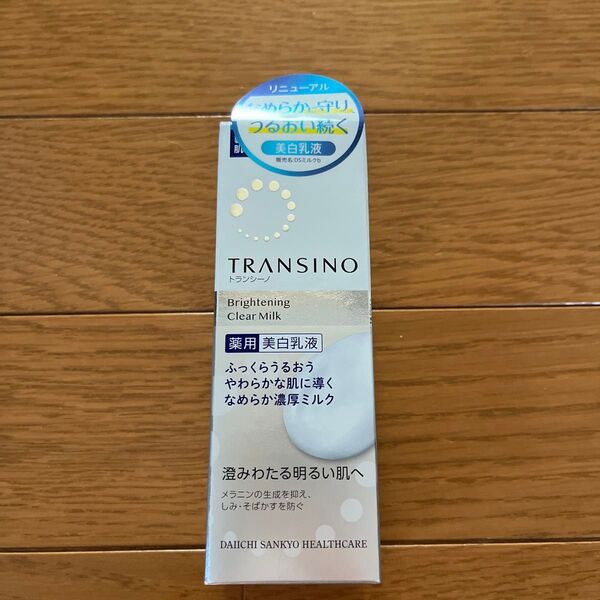 リニューアル
なめらかに守り
うるおい続く
美白乳液
販売名:DSミルクb
肌
TRANSINO
トランシーノ
Brightening
Clear Milk
薬用 美白乳液
ふっくらうるおう
やわらかな肌に導く
なめらか濃厚ミルク
澄みわたる明るい肌へ
メラニンの生成を抑え、
しみ・そばかすを防ぐ
DAIICHI SANKYO HEALTHCARE